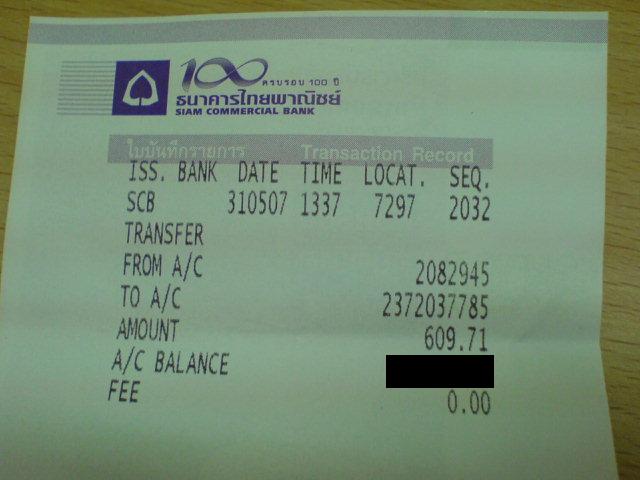 100 ครบรอบ 100 ปี
ธนาคารไทยพาณิชย์
SIAM COMMERCIAL BANK
ใบบันทึกรายการ Transaction Record
ISS. BANK DATE TIME LOCAT. SEQ.
SCB 310507 1337 7297 2032
TRANSFER
FROM A/C 2082945
TO A/C 2372037785
AMOUNT 609.71
A/C BALANCE
FEE 0.00